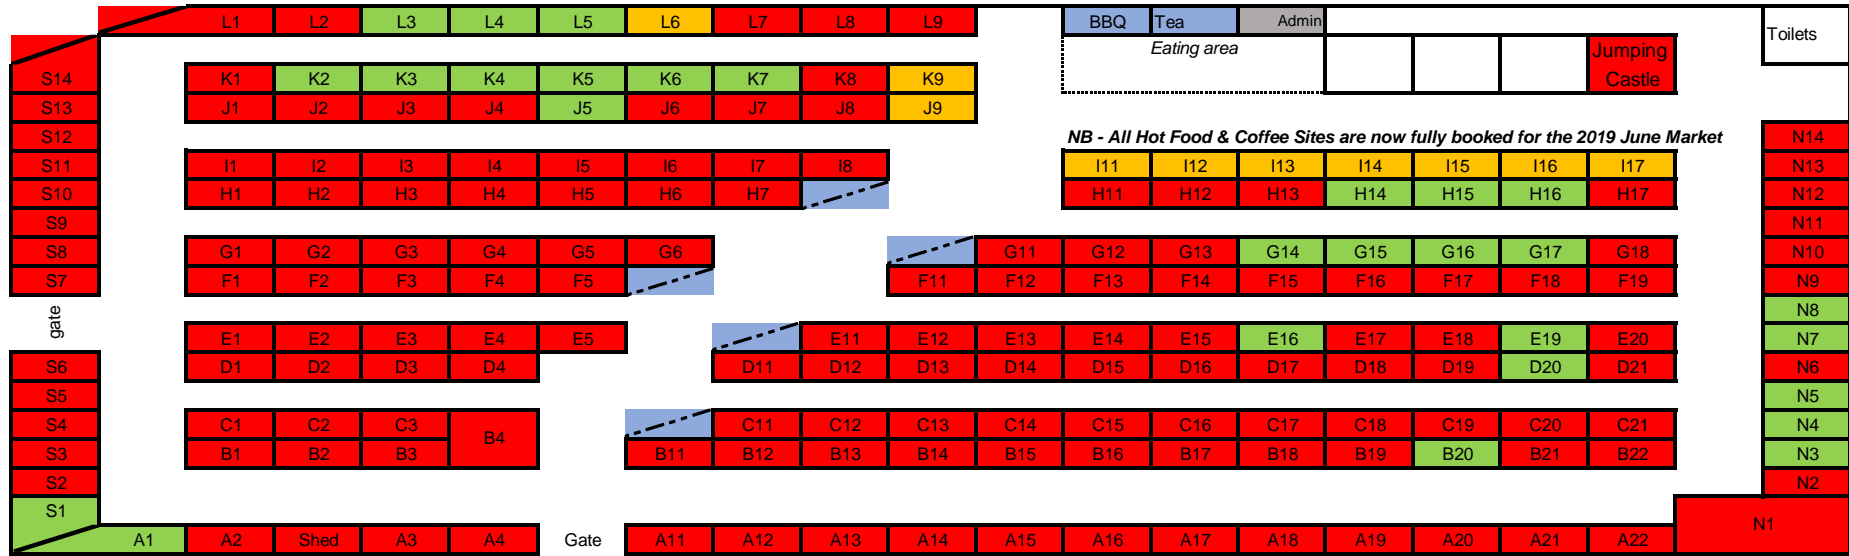 L1 L2 L3 L4 L5 L6 L7 L8 L9 BBQ Tea Admin
Toilets
Eating area
Jumping
Castle
S14 K1 K2 K3 K4 K5 K6 K7 K8 K9
S13 J1 J2 J3 J4 J5 J6 J7 J8 J9
S12 NB - All Hot Food & Coffee Sites are now fully booked for the 2019 June Market N14
S11 I1 I2 I3 I4 I5 I6 I7 I8 I11 I12 I13 I14 I15 I16 I17 N13
S10 H1 H2 H3 H4 H5 H6 H7 H11 H12 H13 H14 H15 H16 H17 N12
S9 N11
S8 G1 G2 G3 G4 G5 G6 G11 G12 G13 G14 G15 G16 G17 G18 N10
S7 F1 F2 F3 F4 F5 F11 F12 F13 F14 F15 F16 F17 F18 F19 N9
gate N8
E1 E2 E3 E4 E5 E11 E12 E13 E14 E15 E16 E17 E18 E19 E20 N7
S6 D1 D2 D3 D4 D11 D12 D13 D14 D15 D16 D17 D18 D19 D20 D21 N6
S5 N5
S4 C1 C2 C3 C11 C12 C13 C14 C15 C16 C17 C18 C19 C20 C21 N4
B4
S3 B1 B2 B3 B11 B12 B13 B14 B15 B16 B17 B18 B19 B20 B21 B22 N3
S2 N2
S1
N1
A1 A2 Shed A3 A4 Gate A11 A12 A13 A14 A15 A16 A17 A18 A19 A20 A21 A22